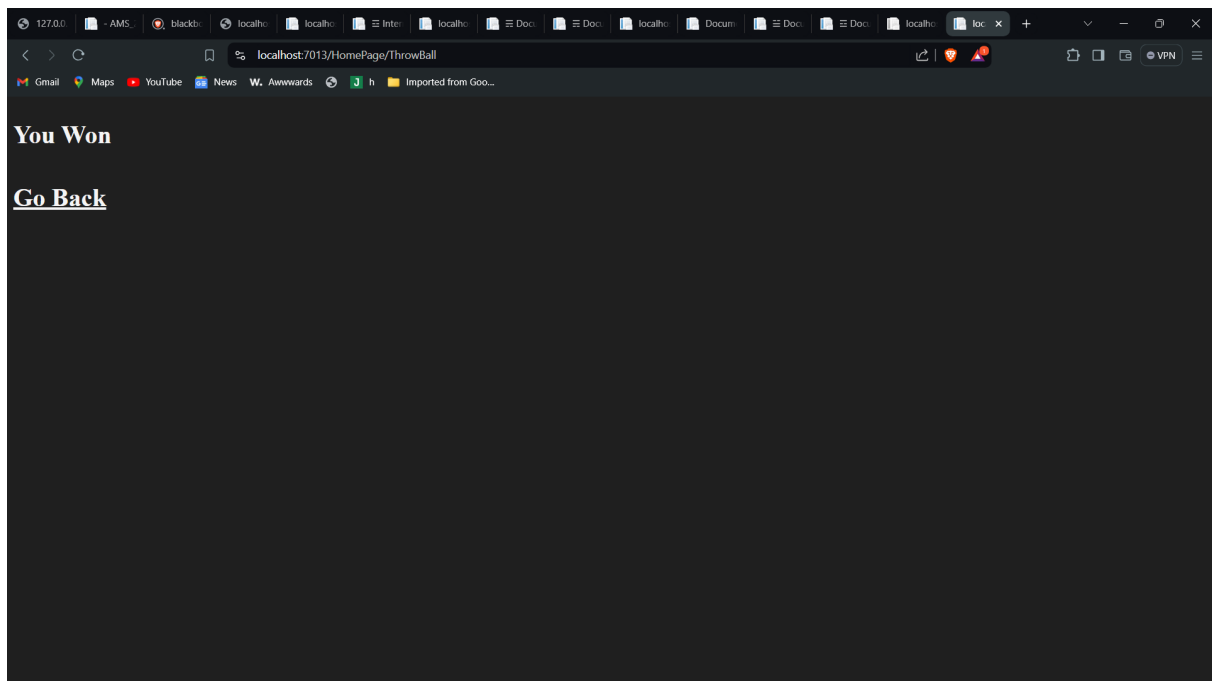 127.0.0.
- AMS_
blackbo
localho
localho
Inter
localho
Docu
Docu
localho
Docum
Docu
Docu
localho
loc
localhost:7013/HomePage/ThrowBall
VPN
Gmail
Maps
YouTube
News
W. Awwwards
J h
Imported from Goo...
You Won
Go Back